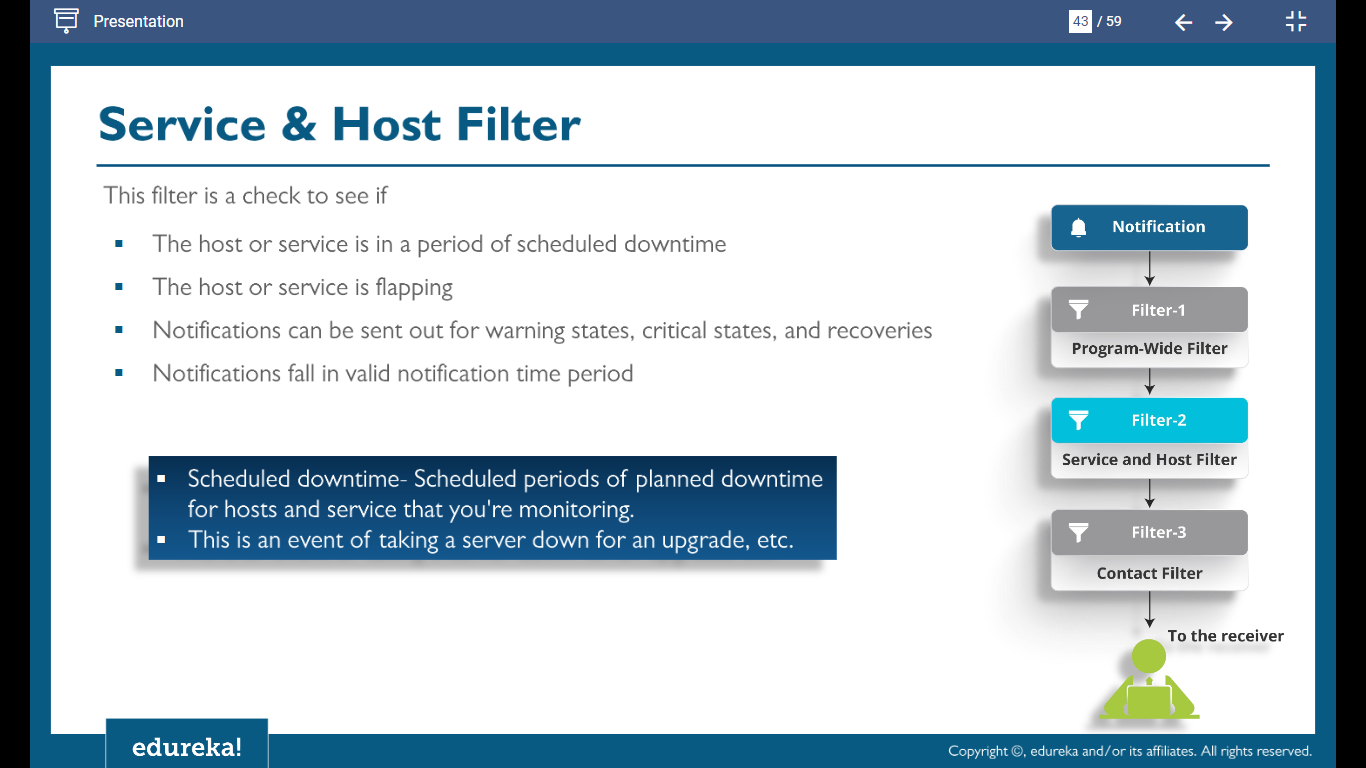 Presentation
43 / 59
Service & Host Filter
This filter is a check to see if
▪ The host or service is in a period of scheduled downtime
▪ The host or service is flapping
▪ Notifications can be sent out for warning states, critical states, and recoveries
▪ Notifications fall in valid notification time period
▪ Scheduled downtime- Scheduled periods of planned downtime
for hosts and service that you're monitoring.
▪ This is an event of taking a server down for an upgrade, etc.
Notification
Filter-1
Program-Wide Filter
Filter-2
Service and Host Filter
Filter-3
Contact Filter
To the receiver
edureka!
Copyright ©, edureka and/or its affiliates. All rights reserved.